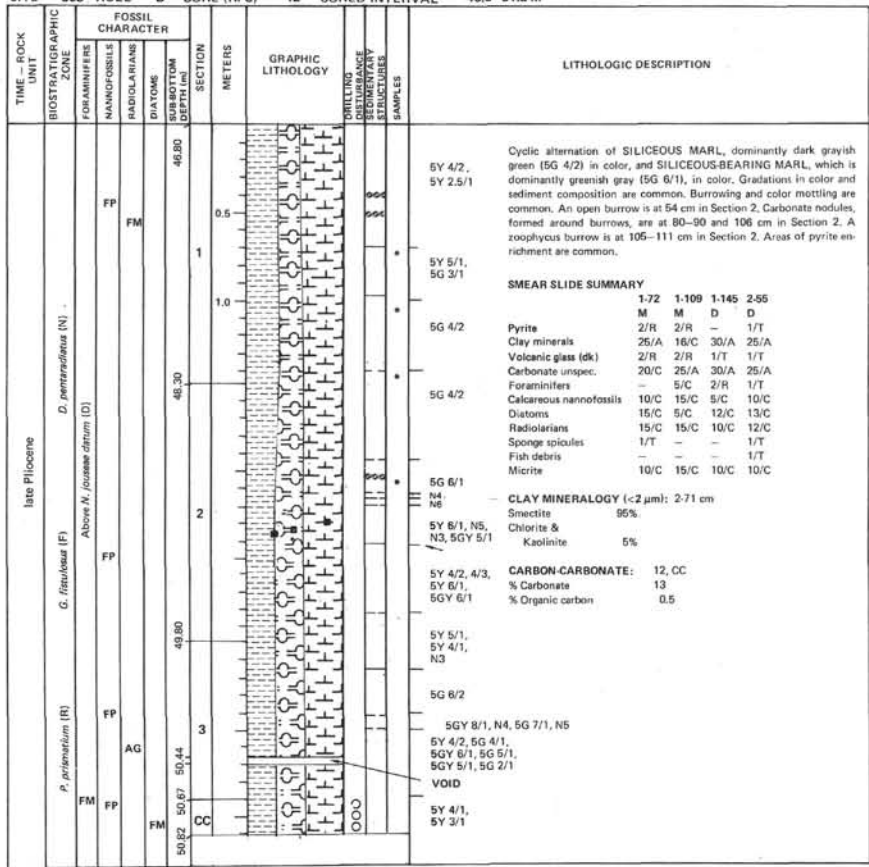 HOLE
CORE (HPC) 12 CORED INTERVAL
TIME – ROCK UNIT
BIOSTRATIGRAPHIC ZONE
FOSSIL CHARACTER
FORAMINIFERS
NANNOFOSSILS
RADIOLARIANS
DIATOMS
SUB-BOTTOM DEPTH (m)
SECTION
METERS
GRAPHIC LITHOLOGY
DRILLING DISTURBANCE
SEDIMENTARY STRUCTURES
SAMPLES
LITHOLOGIC DESCRIPTION
late Pliocene
D. pentaradiatus (N)
G. fistulosus (F)
P. prismatium (R)
Above N. jouseae datum (D)
FP
FM
FP
FP
AG
FM
FP
FM
46.80
48.30
49.80
50.44
50.67
50.82
1
2
3
CC
0.5
1.0
5Y 4/2,
5Y 2.5/1
5Y 5/1,
5G 3/1
5G 4/2
5G 4/2
5G 6/1
N4
N6
5Y 6/1, N5,
N3, 5GY 5/1
5Y 4/2, 4/3,
5Y 6/1,
5GY 6/1
5Y 5/1,
5Y 4/1,
N3
5G 6/2
5GY 8/1, N4, 5G 7/1, N5
5Y 4/2, 5G 4/1,
5GY 6/1, 5G 5/1,
5GY 5/1, 5G 2/1
VOID
5Y 4/1,
5Y 3/1
Cyclic alternation of SILICEOUS MARL, dominantly dark grayish
green (5G 4/2) in color, and SILICEOUS-BEARING MARL, which is
dominantly greenish gray (5G 6/1), in color. Gradations in color and
sediment composition are common. Burrowing and color mottling are
common. An open burrow is at 54 cm in Section 2. Carbonate nodules,
formed around burrows, are at 80–90 and 106 cm in Section 2. A
zoophycus burrow is at 105–111 cm in Section 2. Areas of pyrite en-
richment are common.
SMEAR SLIDE SUMMARY
1-72 1-109 1-145 2-55
M M D D
Pyrite 2/R 2/R – 1/T
Clay minerals 25/A 16/C 30/A 25/A
Volcanic glass (dk) 2/R 2/R 1/T 1/T
Carbonate unspec. 20/C 25/A 30/A 25/A
Foraminifers – 5/C 2/R 1/T
Calcareous nannofossils 10/C 15/C 5/C 10/C
Diatoms 15/C 5/C 12/C 13/C
Radiolarians 15/C 15/C 10/C 12/C
Sponge spicules 1/T – – 1/T
Fish debris – – – 1/T
Micrite 10/C 15/C 10/C 10/C
CLAY MINERALOGY (<2 μm): 2-71 cm
Smectite 95%
Chlorite &
Kaolinite 5%
CARBON-CARBONATE: 12, CC
% Carbonate 13
% Organic carbon 0.5